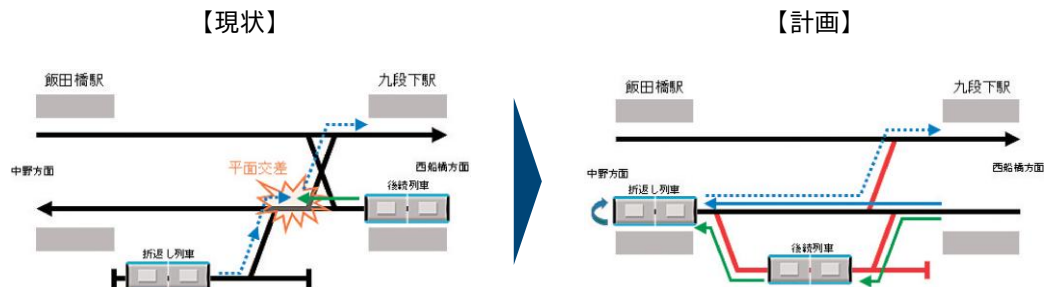 【現状】
飯田橋駅
九段下駅
中野方面
平面交差
西船橋方面
後続列車
折返し列車
【計画】
飯田橋駅
九段下駅
中野方面
西船橋方面
折返し列車
後続列車